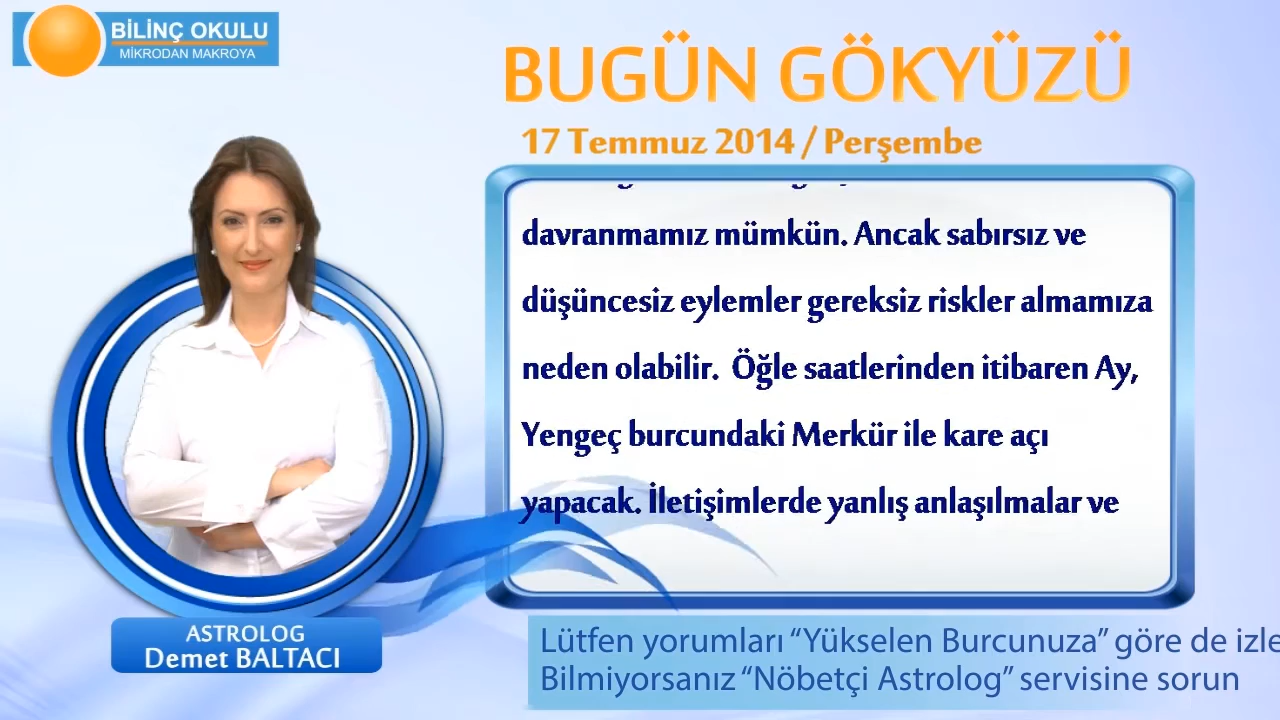 BİLİNÇ OKULU
MİKRODAN MAKROYA
BUGÜN GÖKYÜZÜ
17 Temmuz 2014 / Perşembe
davranmamız mümkün. Ancak sabırsız ve
düşüncesiz eylemler gereksiz riskler almamıza
neden olabilir. Öğle saatlerinden itibaren Ay,
Yengeç burcundaki Merkür ile kare açı
yapacak. İletişimlerde yanlış anlaşılmalar ve
ASTROLOG
Demet BALTACI
Lütfen yorumları “Yükselen Burcunuza” göre de izle
Bilmiyorsanız “Nöbetçi Astrolog” servisine sorun